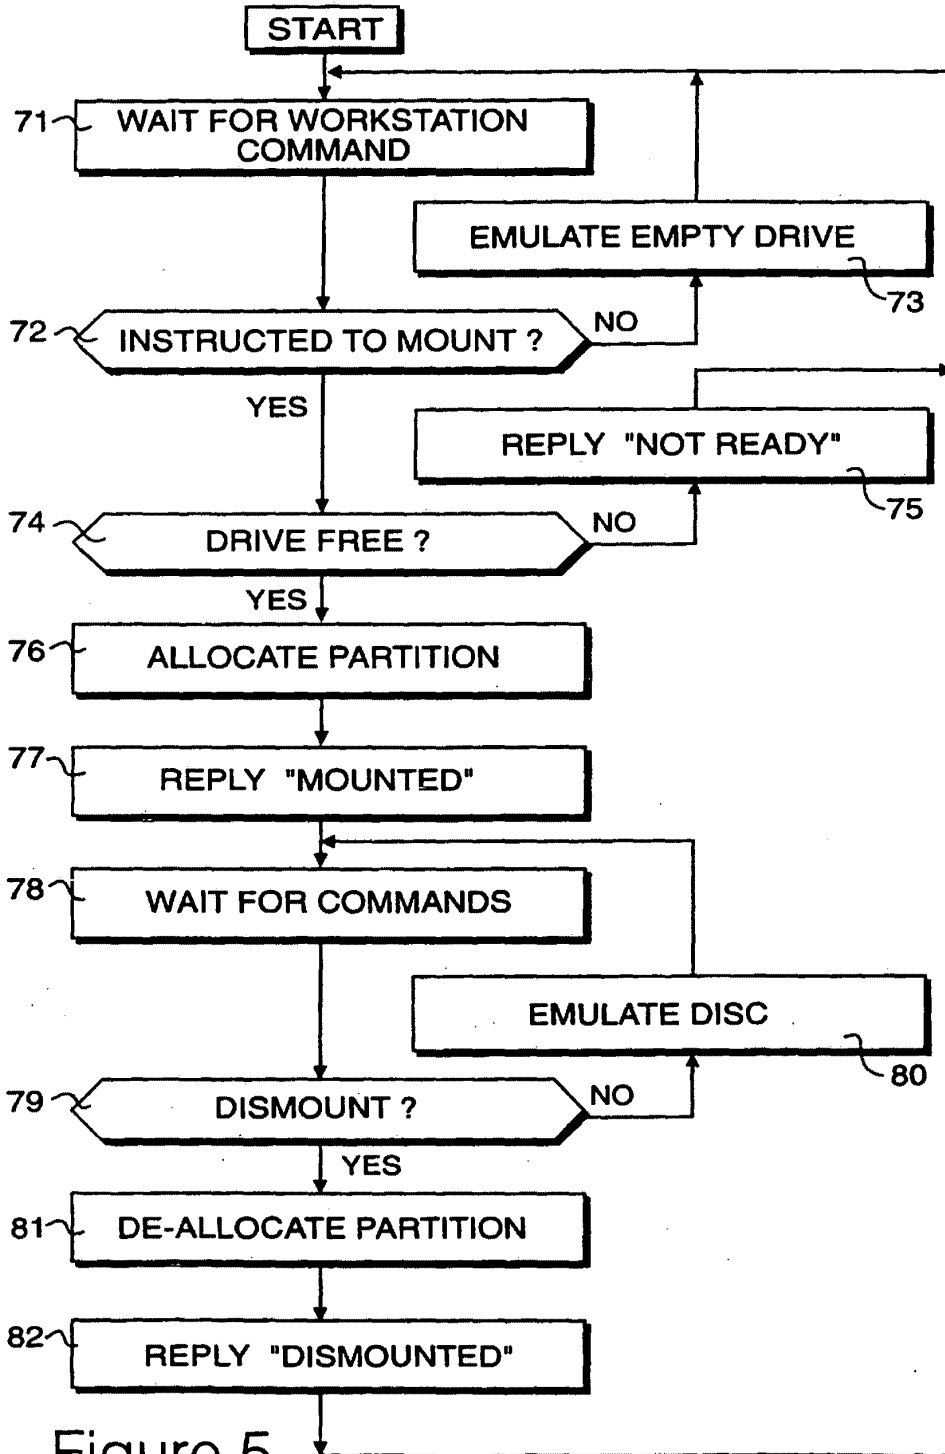 START
71
WAIT FOR WORKSTATION
COMMAND
EMULATE EMPTY DRIVE
73
72
INSTRUCTED TO MOUNT ?
NO
YES
REPLY "NOT READY"
75
74
DRIVE FREE ?
NO
YES
76
ALLOCATE PARTITION
77
REPLY "MOUNTED"
78
WAIT FOR COMMANDS
EMULATE DISC
80
79
DISMOUNT ?
NO
YES
81
DE-ALLOCATE PARTITION
82
REPLY "DISMOUNTED"
Figure 5